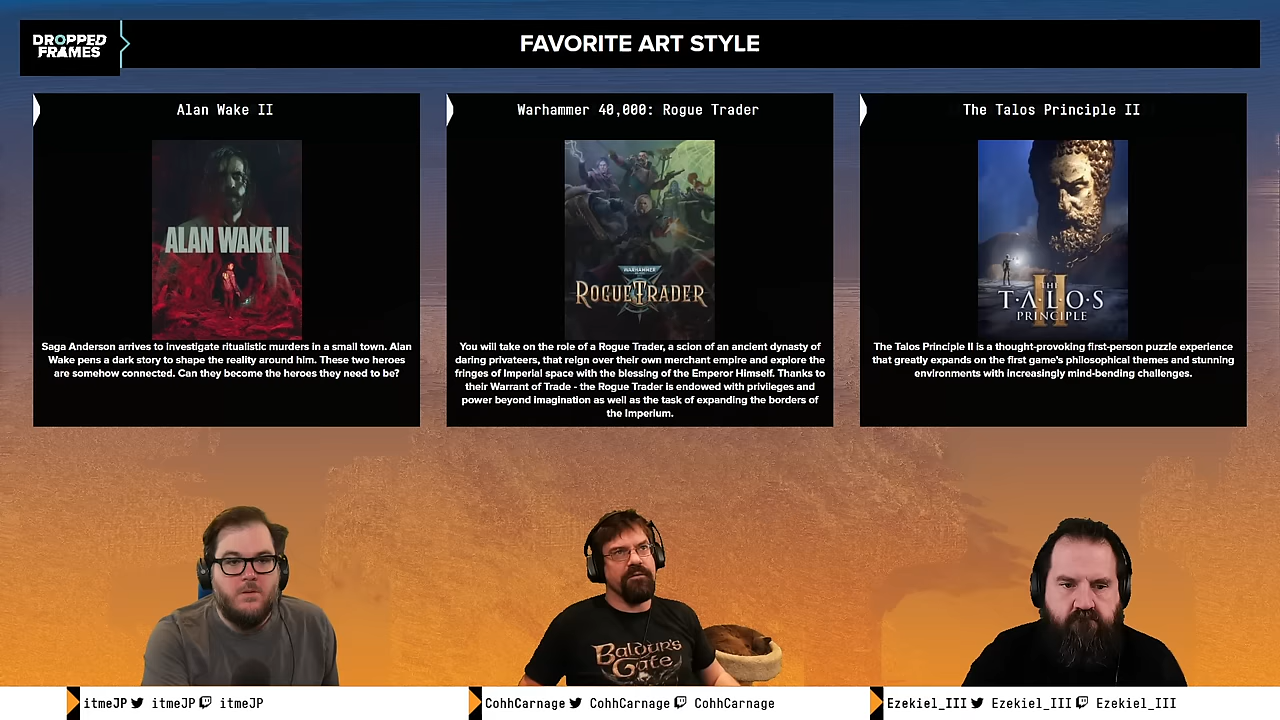 DROPPED
FRAMES
FAVORITE ART STYLE
Alan Wake II
ALAN WAKE II
Saga Anderson arrives to investigate ritualistic murders in a small town. Alan
Wake pens a dark story to shape the reality around him. These two heroes
are somehow connected. Can they become the heroes they need to be?
Warhammer 40,000: Rogue Trader
WARHAMMER
ROGUE TRADER
You will take on the role of a Rogue Trader, a scion of an ancient dynasty of
daring privateers, that reign over their own merchant empire and explore the
fringes of Imperial space with the blessing of the Emperor Himself. Thanks to
their Warrant of Trade - the Rogue Trader is endowed with privileges and
power beyond imagination as well as the task of expanding the borders of
the Imperium.
The Talos Principle II
THE
II
T·A·L·O·S
PRINCIPLE
The Talos Principle II is a thought-provoking first-person puzzle experience
that greatly expands on the first game's philosophical themes and stunning
environments with increasingly mind-bending challenges.
BALDUR'S
GATE
itmeJP itmeJP itmeJP
CohhCarnage CohhCarnage CohhCarnage
Ezekiel_III Ezekiel_III Ezekiel_III